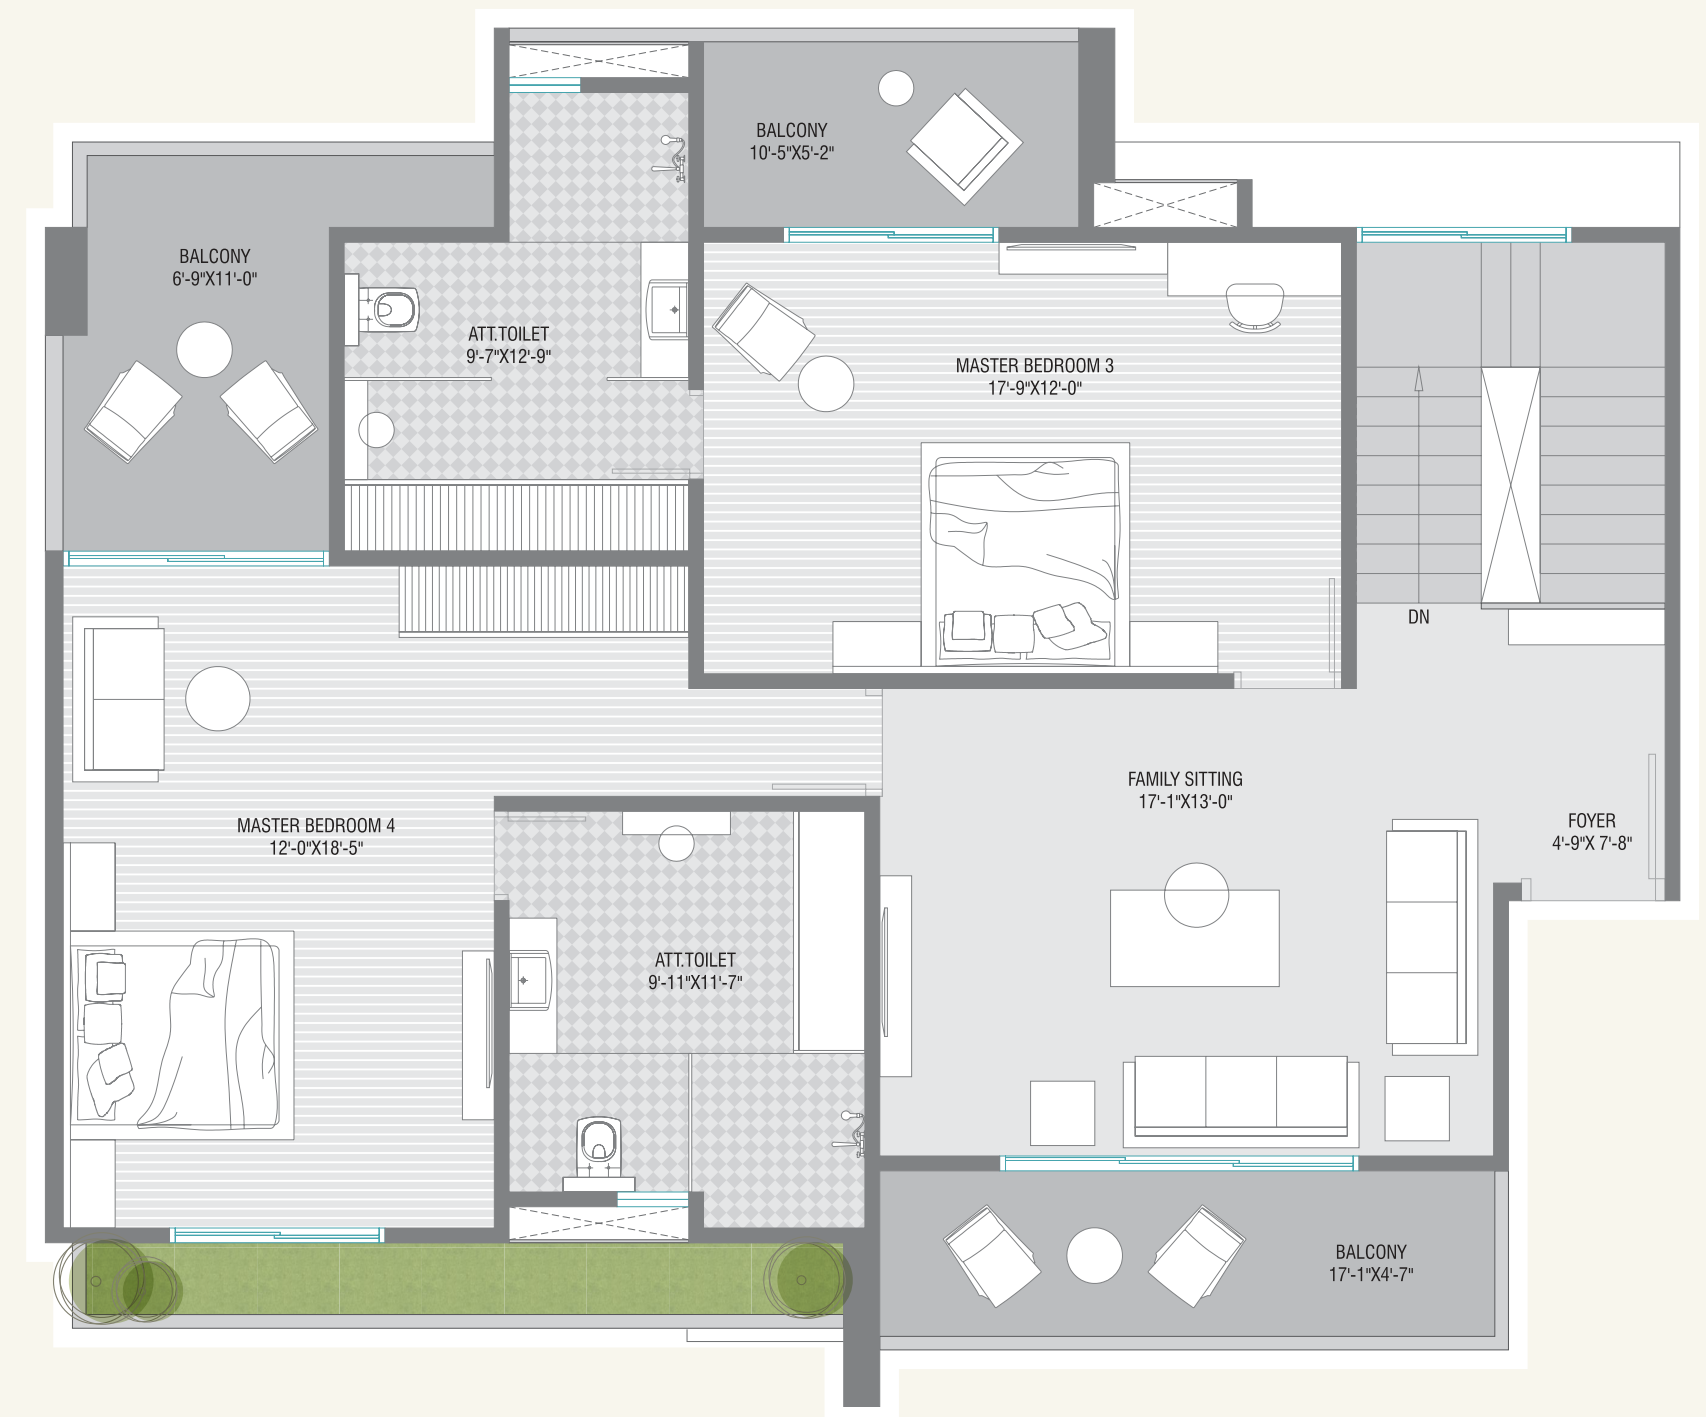 BALCONY
10'-5"X5'-2"
BALCONY
6'-9"X11'-0"
ATT.TOILET
9'-7"X12'-9"
MASTER BEDROOM 3
17'-9"X12'-0"
DN
FAMILY SITTING
17'-1"X13'-0"
FOYER
4'-9"X 7'-8"
MASTER BEDROOM 4
12'-0"X18'-5"
ATT.TOILET
9'-11"X11'-7"
BALCONY
17'-1"X4'-7"